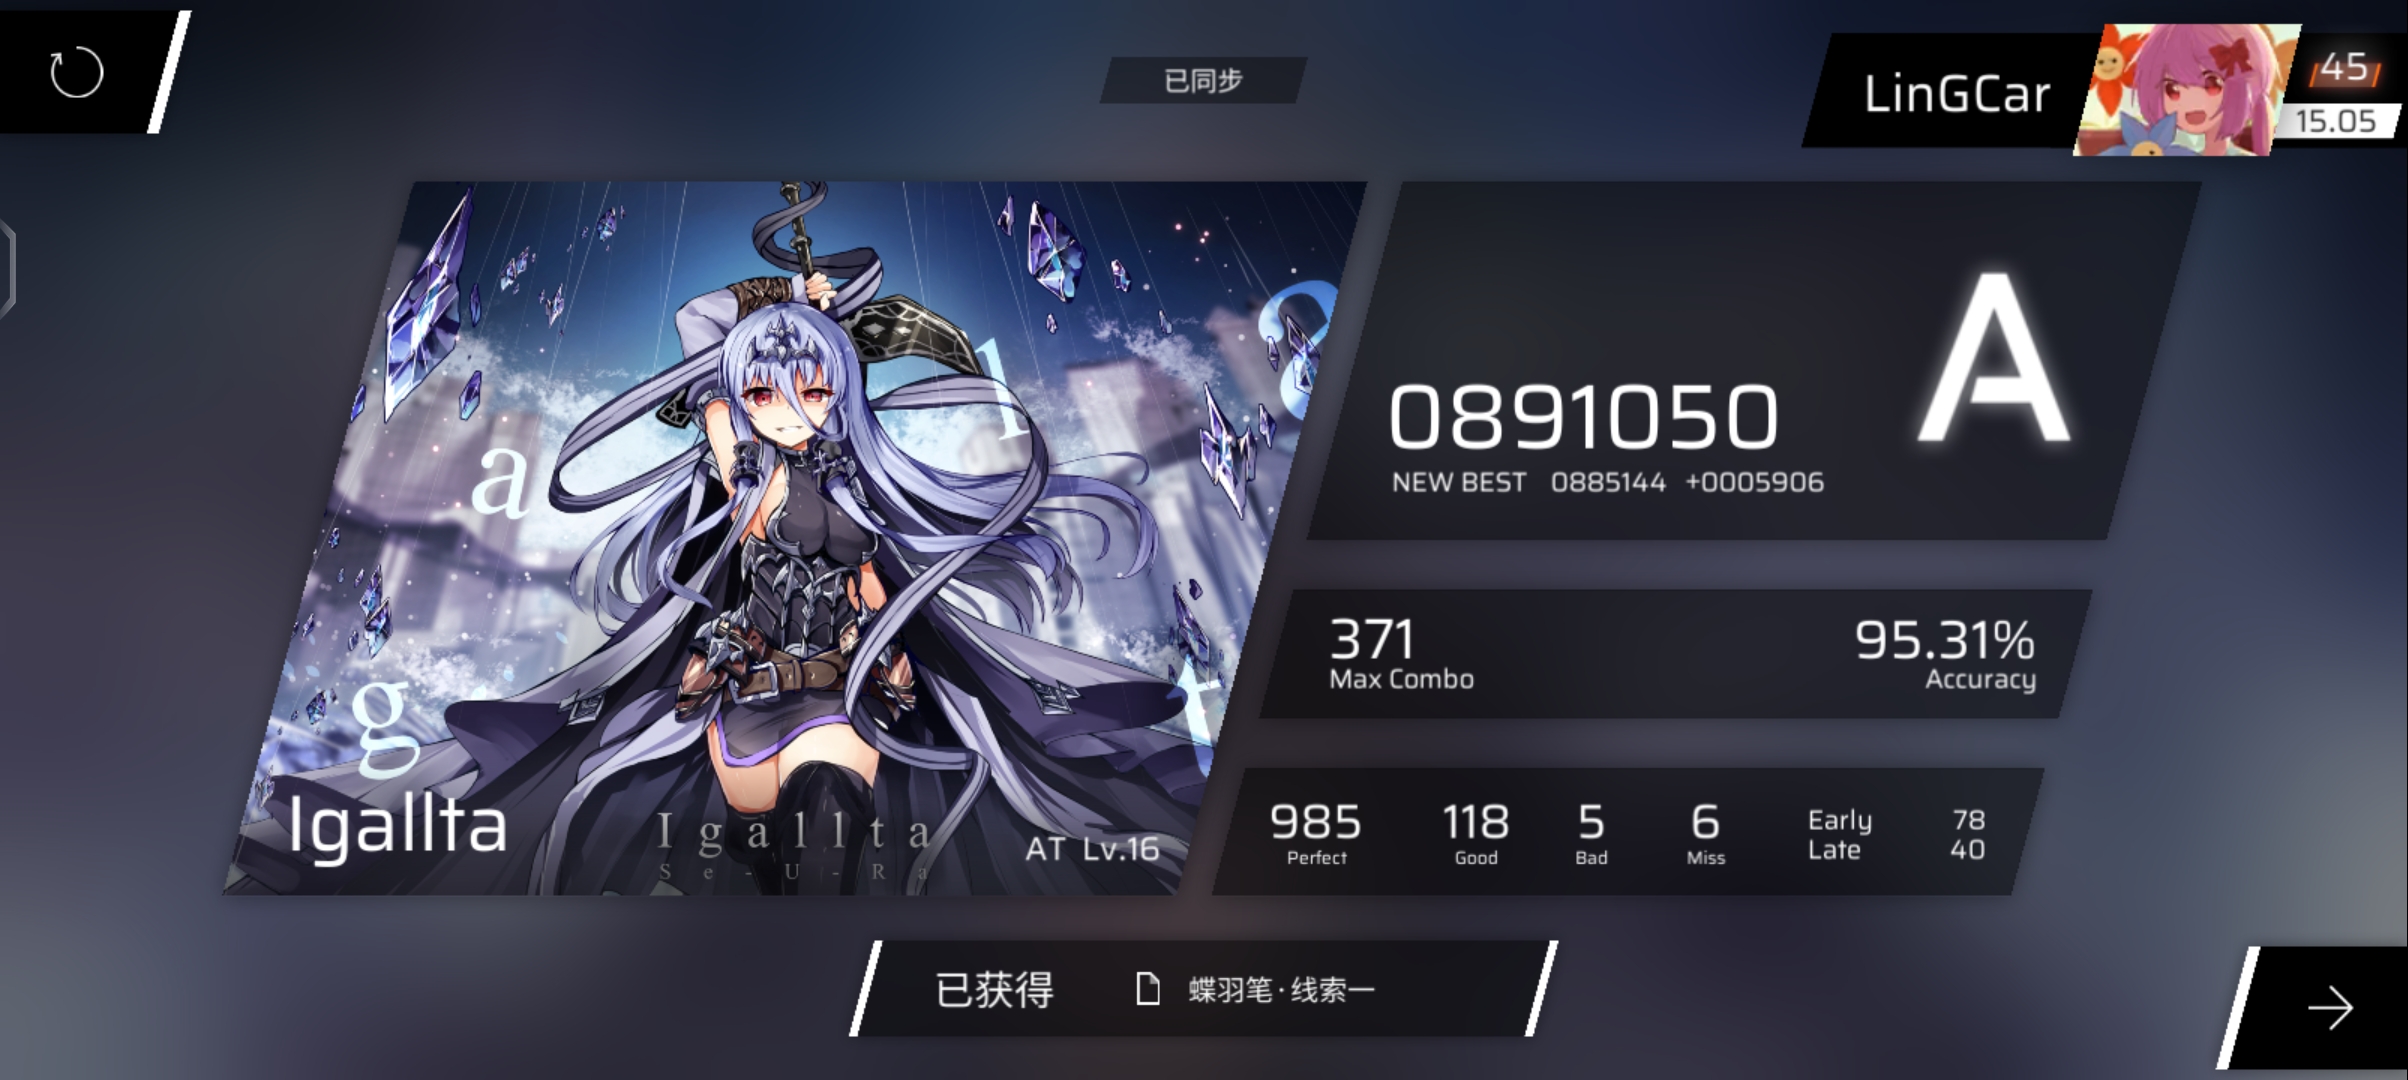 已同步
LinGCar
45
15.05
a
l
g
t
Igallta
Igallta
Se-U-Ra
AT Lv.16
0891050
A
NEW BEST 0885144 +0005906
371
Max Combo
95.31%
Accuracy
985
Perfect
118
Good
5
Bad
6
Miss
Early 78
Late 40
已获得 蝶羽笔·线索一